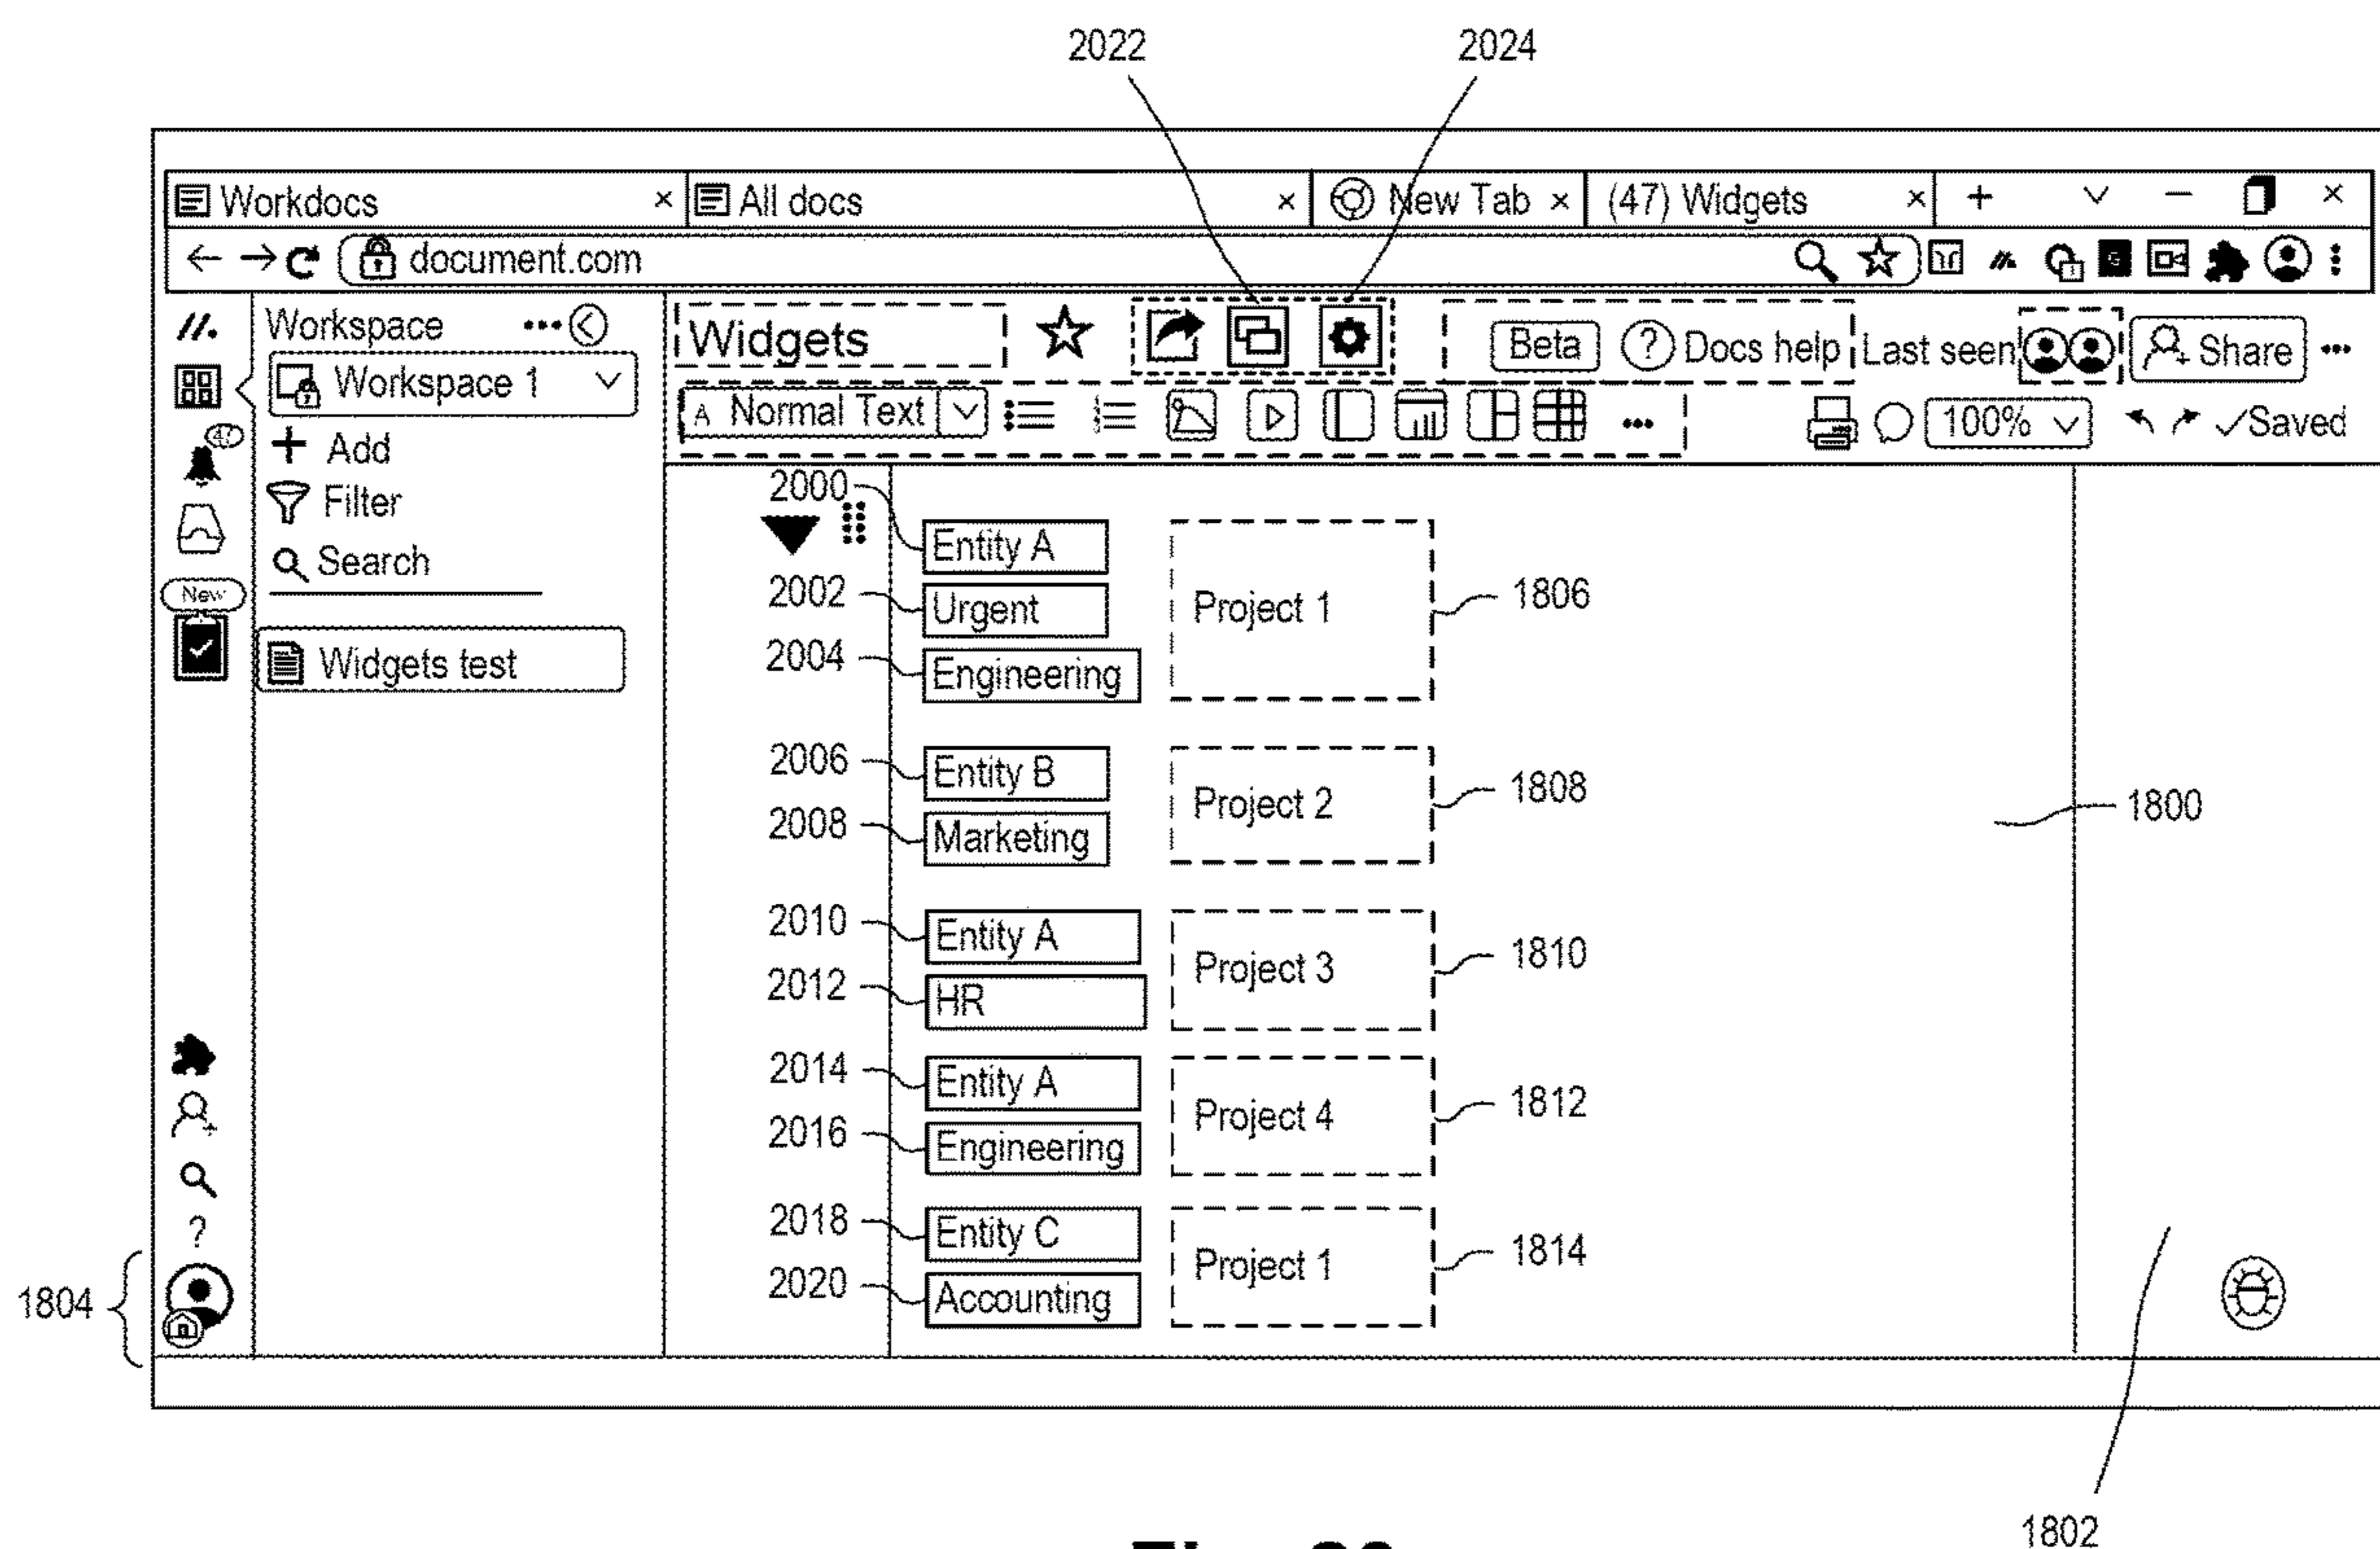 2022 2024
Workdocs × All docs × New Tab × (47) Widgets × + − ×
document.com
Workspace ••• Widgets Beta ? Docs help Last seen Share •••
Workspace 1
A Normal Text ••• 100% ✓Saved
47
+ Add
Filter
Search
New
Widgets test
2000 Entity A
2002 Urgent Project 1 1806
2004 Engineering
2006 Entity B
Project 2 1808
2008 Marketing
1800
2010 Entity A
Project 3 1810
2012 HR
2014 Entity A
Project 4 1812
2016 Engineering
2018 Entity C
?
Project 1 1814
2020 Accounting
1804
1802